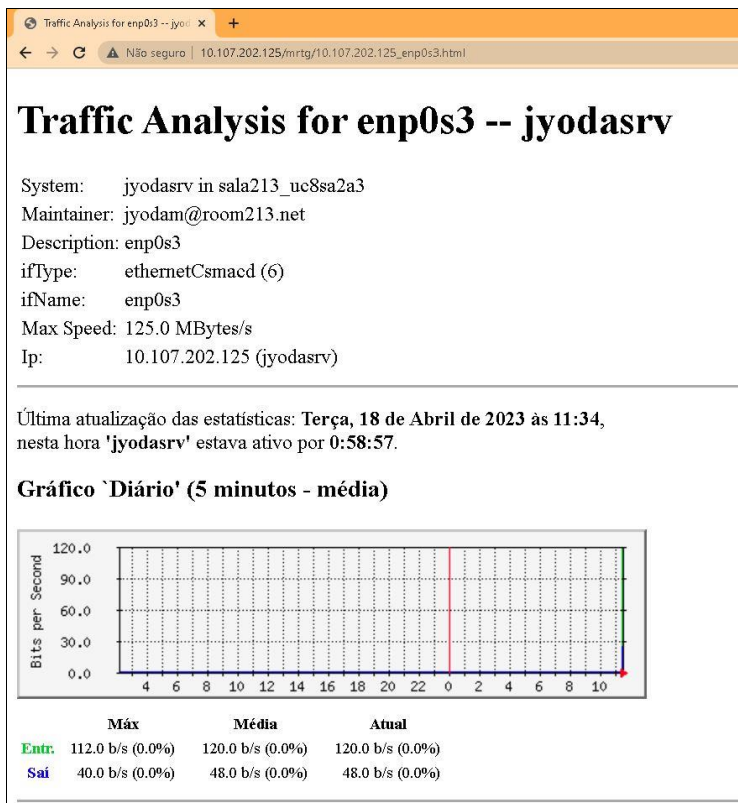 Traffic Analysis for enp0s3 -- jyod
Não seguro | 10.107.202.125/mrtg/10.107.202.125_enp0s3.html
Traffic Analysis for enp0s3 -- jyodasrv
System: jyodasrv in sala213_uc8sa2a3
Maintainer: jyodam@room213.net
Description: enp0s3
ifType: ethernetCsmacd (6)
ifName: enp0s3
Max Speed: 125.0 MBytes/s
Ip: 10.107.202.125 (jyodasrv)
Última atualização das estatísticas: Terça, 18 de Abril de 2023 às 11:34,
nesta hora 'jyodasrv' estava ativo por 0:58:57.
Gráfico `Diário' (5 minutos - média)
Bits per Second
120.0
90.0
60.0
30.0
0.0
4 6 8 10 12 14 16 18 20 22 0 2 4 6 8 10
Máx Média Atual
Entr. 112.0 b/s (0.0%) 120.0 b/s (0.0%) 120.0 b/s (0.0%)
Saí 40.0 b/s (0.0%) 48.0 b/s (0.0%) 48.0 b/s (0.0%)